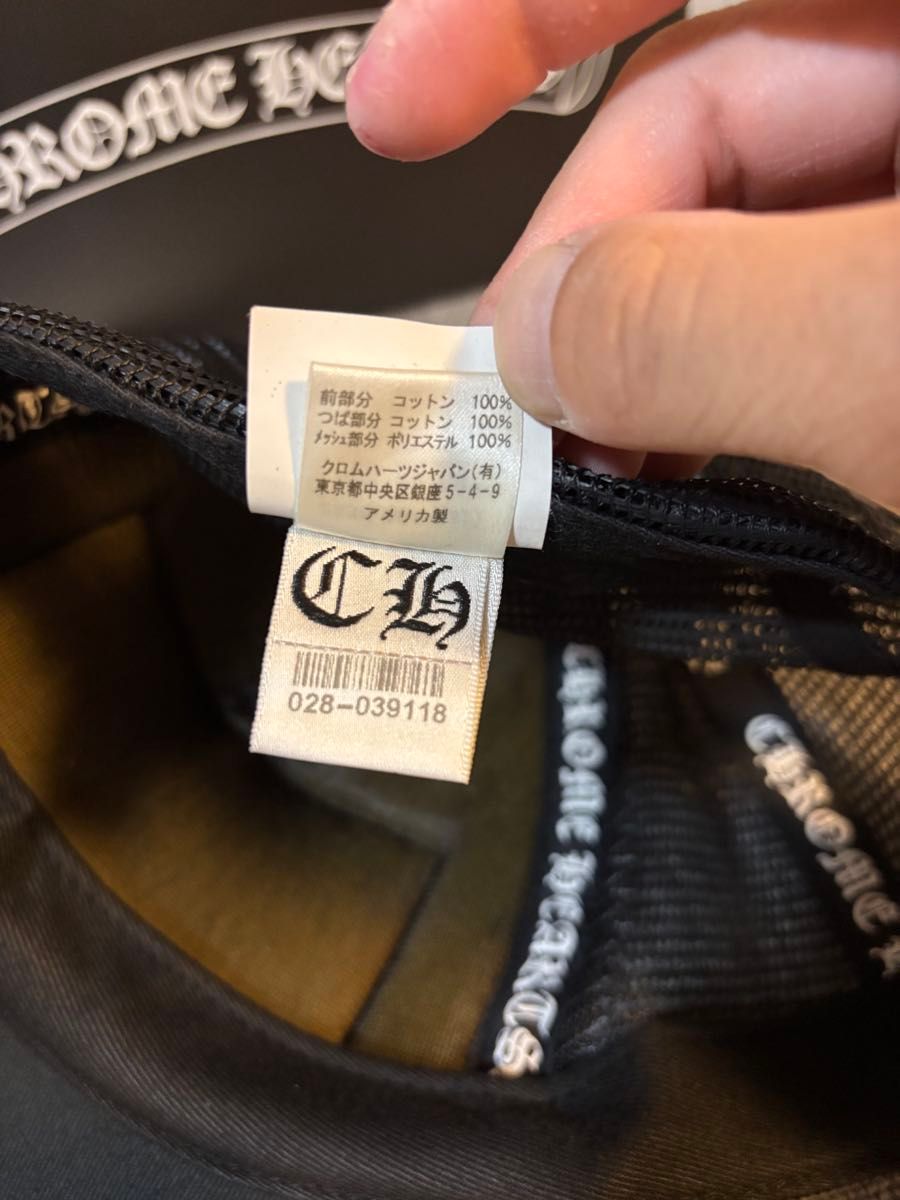 CHROME HE
前部分 コットン 100%
つば部分 コットン 100%
メッシュ部分 ポリエステル 100%
クロムハーツジャパン(有)
東京都中央区銀座5-4-9
アメリカ製
CH
028-039118
CHROME HEARTS
CHROME